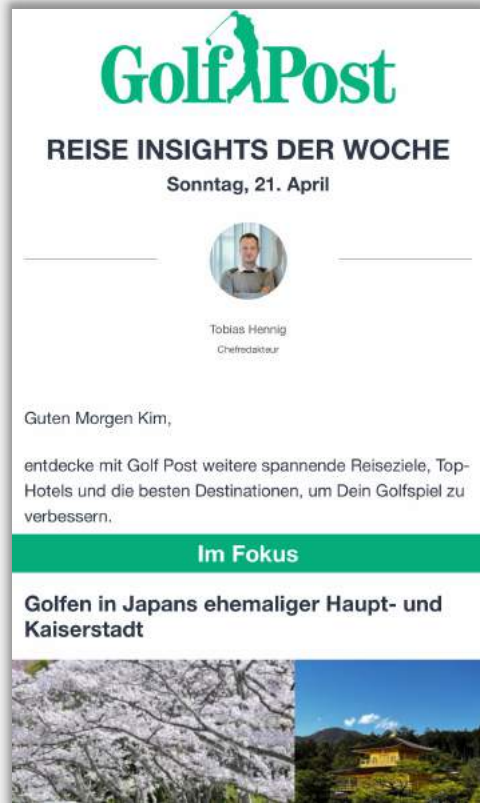 Golf Post
REISE INSIGHTS DER WOCHE
Sonntag, 21. April
Tobias Hennig
Chefredakteur
Guten Morgen Kim,
entdecke mit Golf Post weitere spannende Reiseziele, Top-
Hotels und die besten Destinationen, um Dein Golfspiel zu
verbessern.
Im Fokus
Golfen in Japans ehemaliger Haupt- und
Kaiserstadt